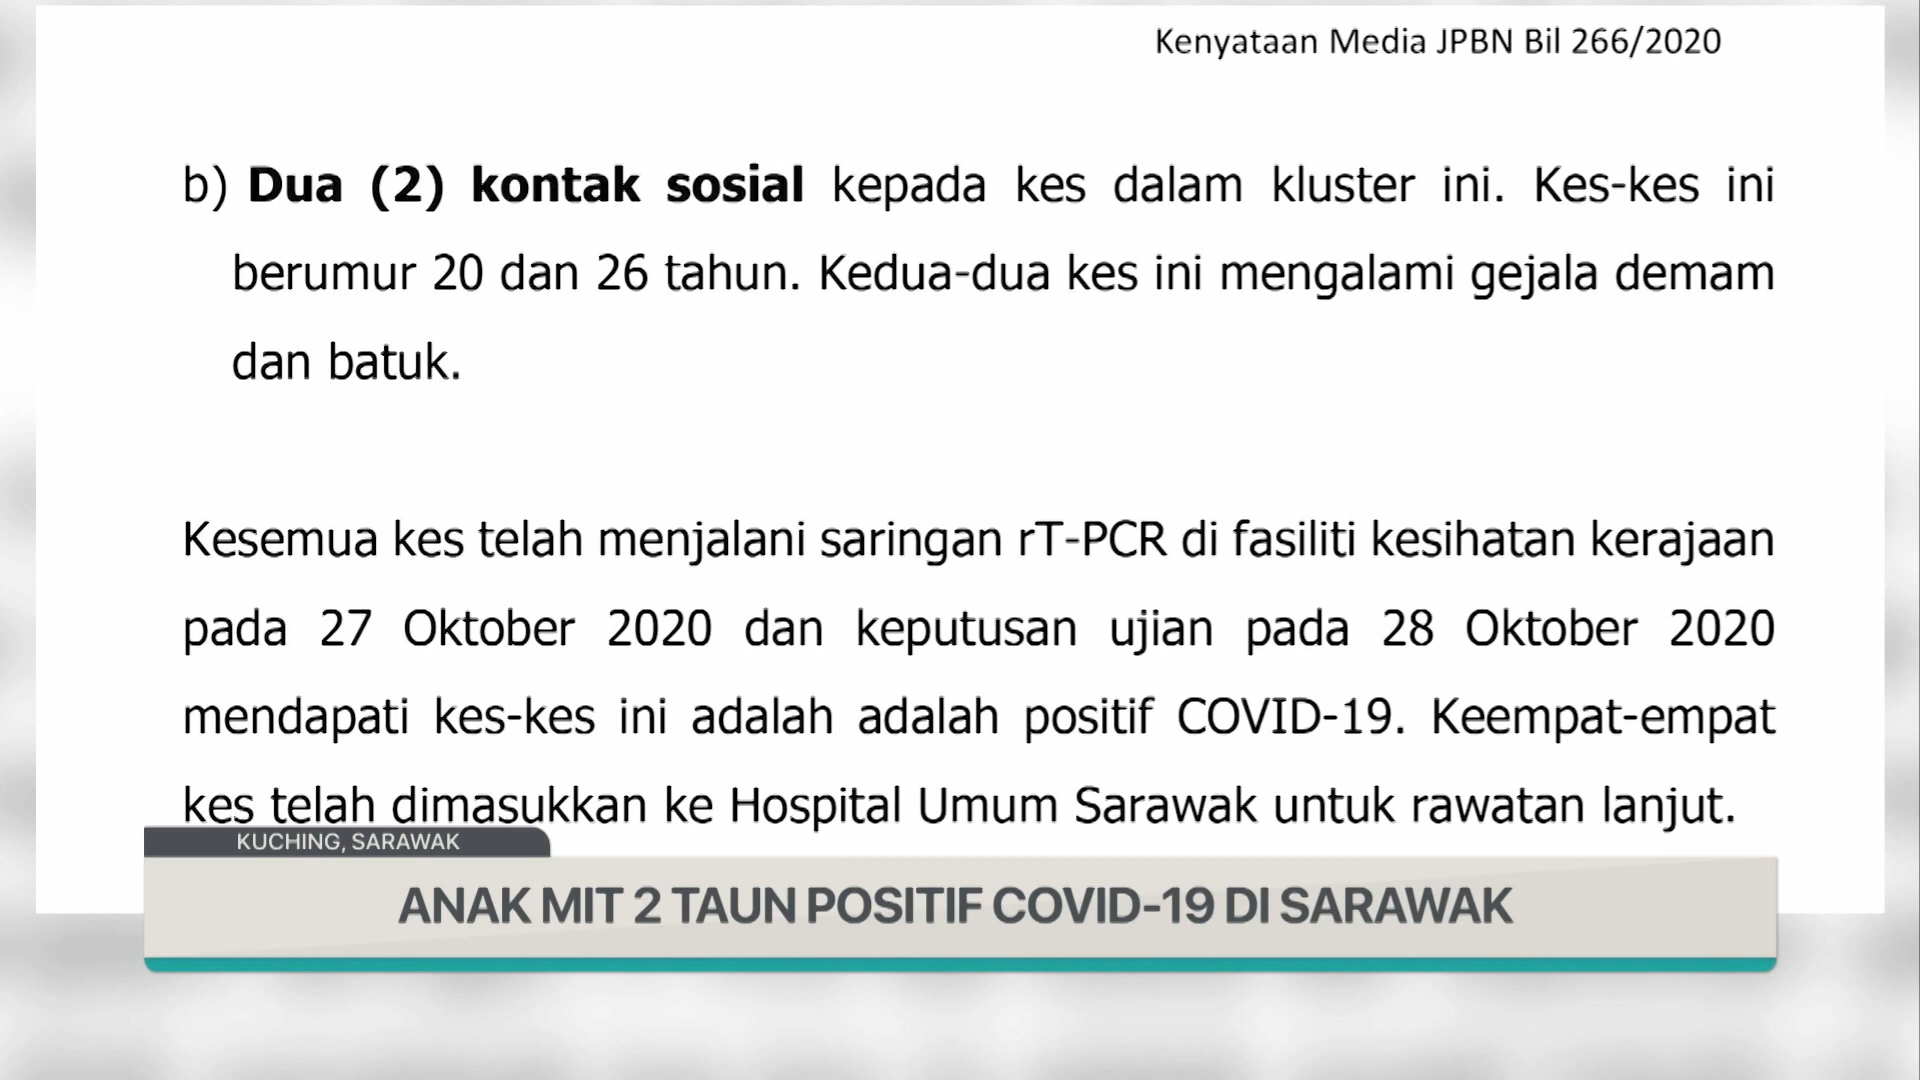 Kenyataan Media JPBN Bil 266/2020
b) Dua (2) kontak sosial kepada kes dalam kluster ini. Kes-kes ini
berumur 20 dan 26 tahun. Kedua-dua kes ini mengalami gejala demam
dan batuk.
Kesemua kes telah menjalani saringan rT-PCR di fasiliti kesihatan kerajaan
pada 27 Oktober 2020 dan keputusan ujian pada 28 Oktober 2020
mendapati kes-kes ini adalah adalah positif COVID-19. Keempat-empat
kes telah dimasukkan ke Hospital Umum Sarawak untuk rawatan lanjut.
KUCHING, SARAWAK
ANAK MIT 2 TAUN POSITIF COVID-19 DI SARAWAK